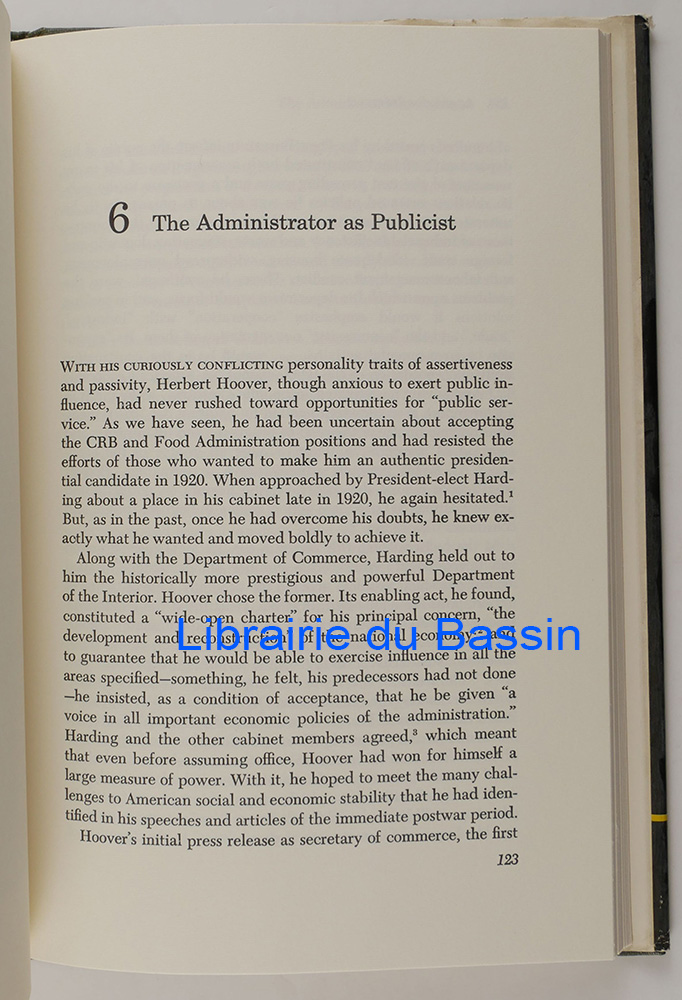 6 The Administrator as Publicist
WITH HIS CURIOUSLY CONFLICTING personality traits of assertiveness
and passivity, Herbert Hoover, though anxious to exert public in-
fluence, had never rushed toward opportunities for “public ser-
vice.” As we have seen, he had been uncertain about accepting
the CRB and Food Administration positions and had resisted the
efforts of those who wanted to make him an authentic presiden-
tial candidate in 1920. When approached by President-elect Hard-
ing about a place in his cabinet late in 1920, he again hesitated.¹
But, as in the past, once he had overcome his doubts, he knew ex-
actly what he wanted and moved boldly to achieve it.
Along with the Department of Commerce, Harding held out to
him the historically more prestigious and powerful Department
of the Interior. Hoover chose the former. Its enabling act, he found,
constituted a “wide-open charter” for his principal concern, “the
development and reconstruction” of the national economy; and
Librairie du Bassin
to guarantee that he would be able to exercise influence in all the
areas specified—something, he felt, his predecessors had not done
—he insisted, as a condition of acceptance, that he be given “a
voice in all important economic policies of the administration.”
Harding and the other cabinet members agreed,³ which meant
that even before assuming office, Hoover had won for himself a
large measure of power. With it, he hoped to meet the many chal-
lenges to American social and economic stability that he had iden-
tified in his speeches and articles of the immediate postwar period.
Hoover’s initial press release as secretary of commerce, the first
123